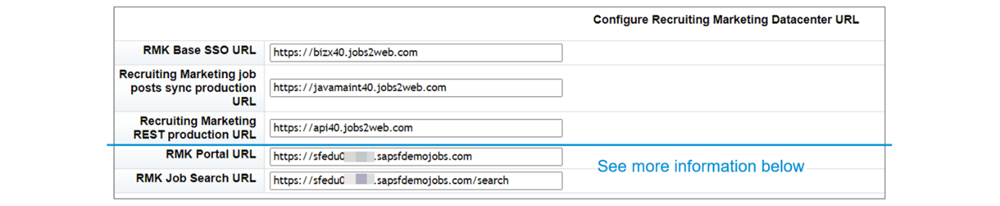 Configure Recruiting Marketing Datacenter URL
RMK Base SSO URL https://bizx40.jobs2web.com
Recruiting Marketing job
posts sync production
URL
https://javamaint40.jobs2web.com
Recruiting Marketing
REST production URL
https://api40.jobs2web.com
RMK Portal URL https://sfedu0 .sapsfdemojobs.com
See more information below
RMK Job Search URL https://sfedu0 .sapsfdemojobs.com/search